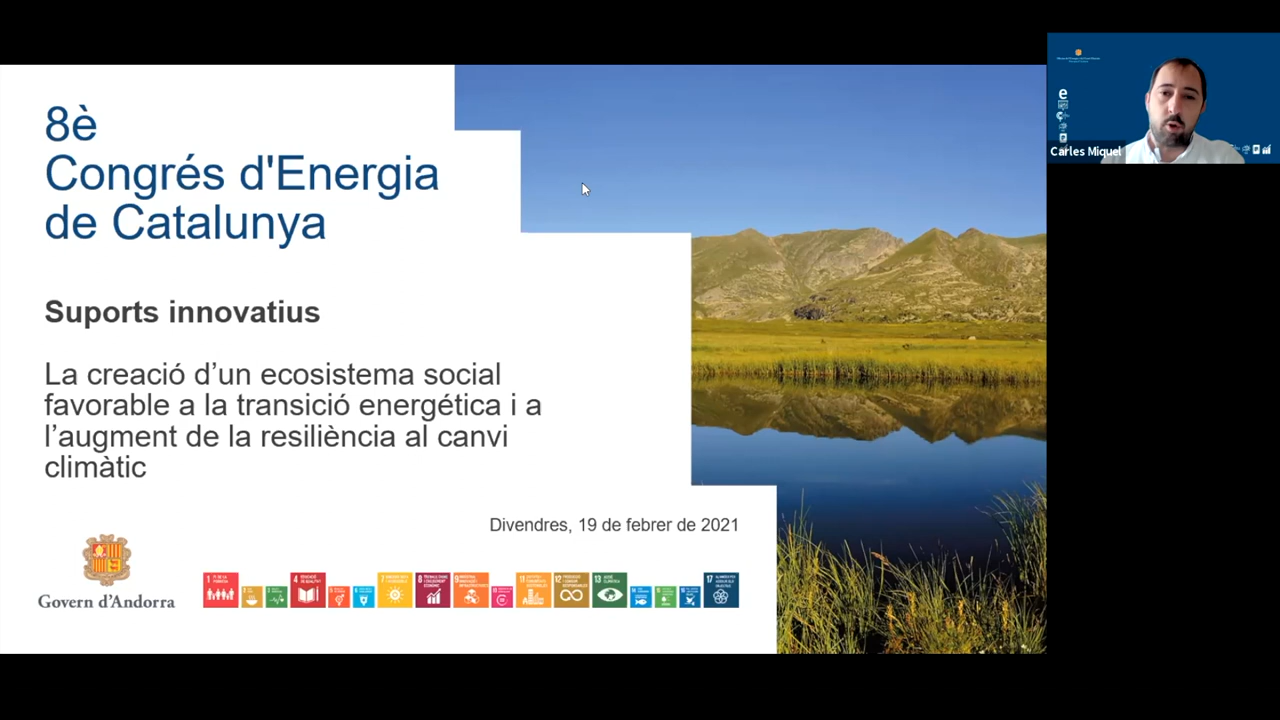 8è
Congrés d'Energia
de Catalunya
Suports innovatius
La creació d’un ecosistema social
favorable a la transició energética i a
l’augment de la resiliència al canvi
climàtic
Divendres, 19 de febrer de 2021
Govern d'Andorra
Carles Miquel